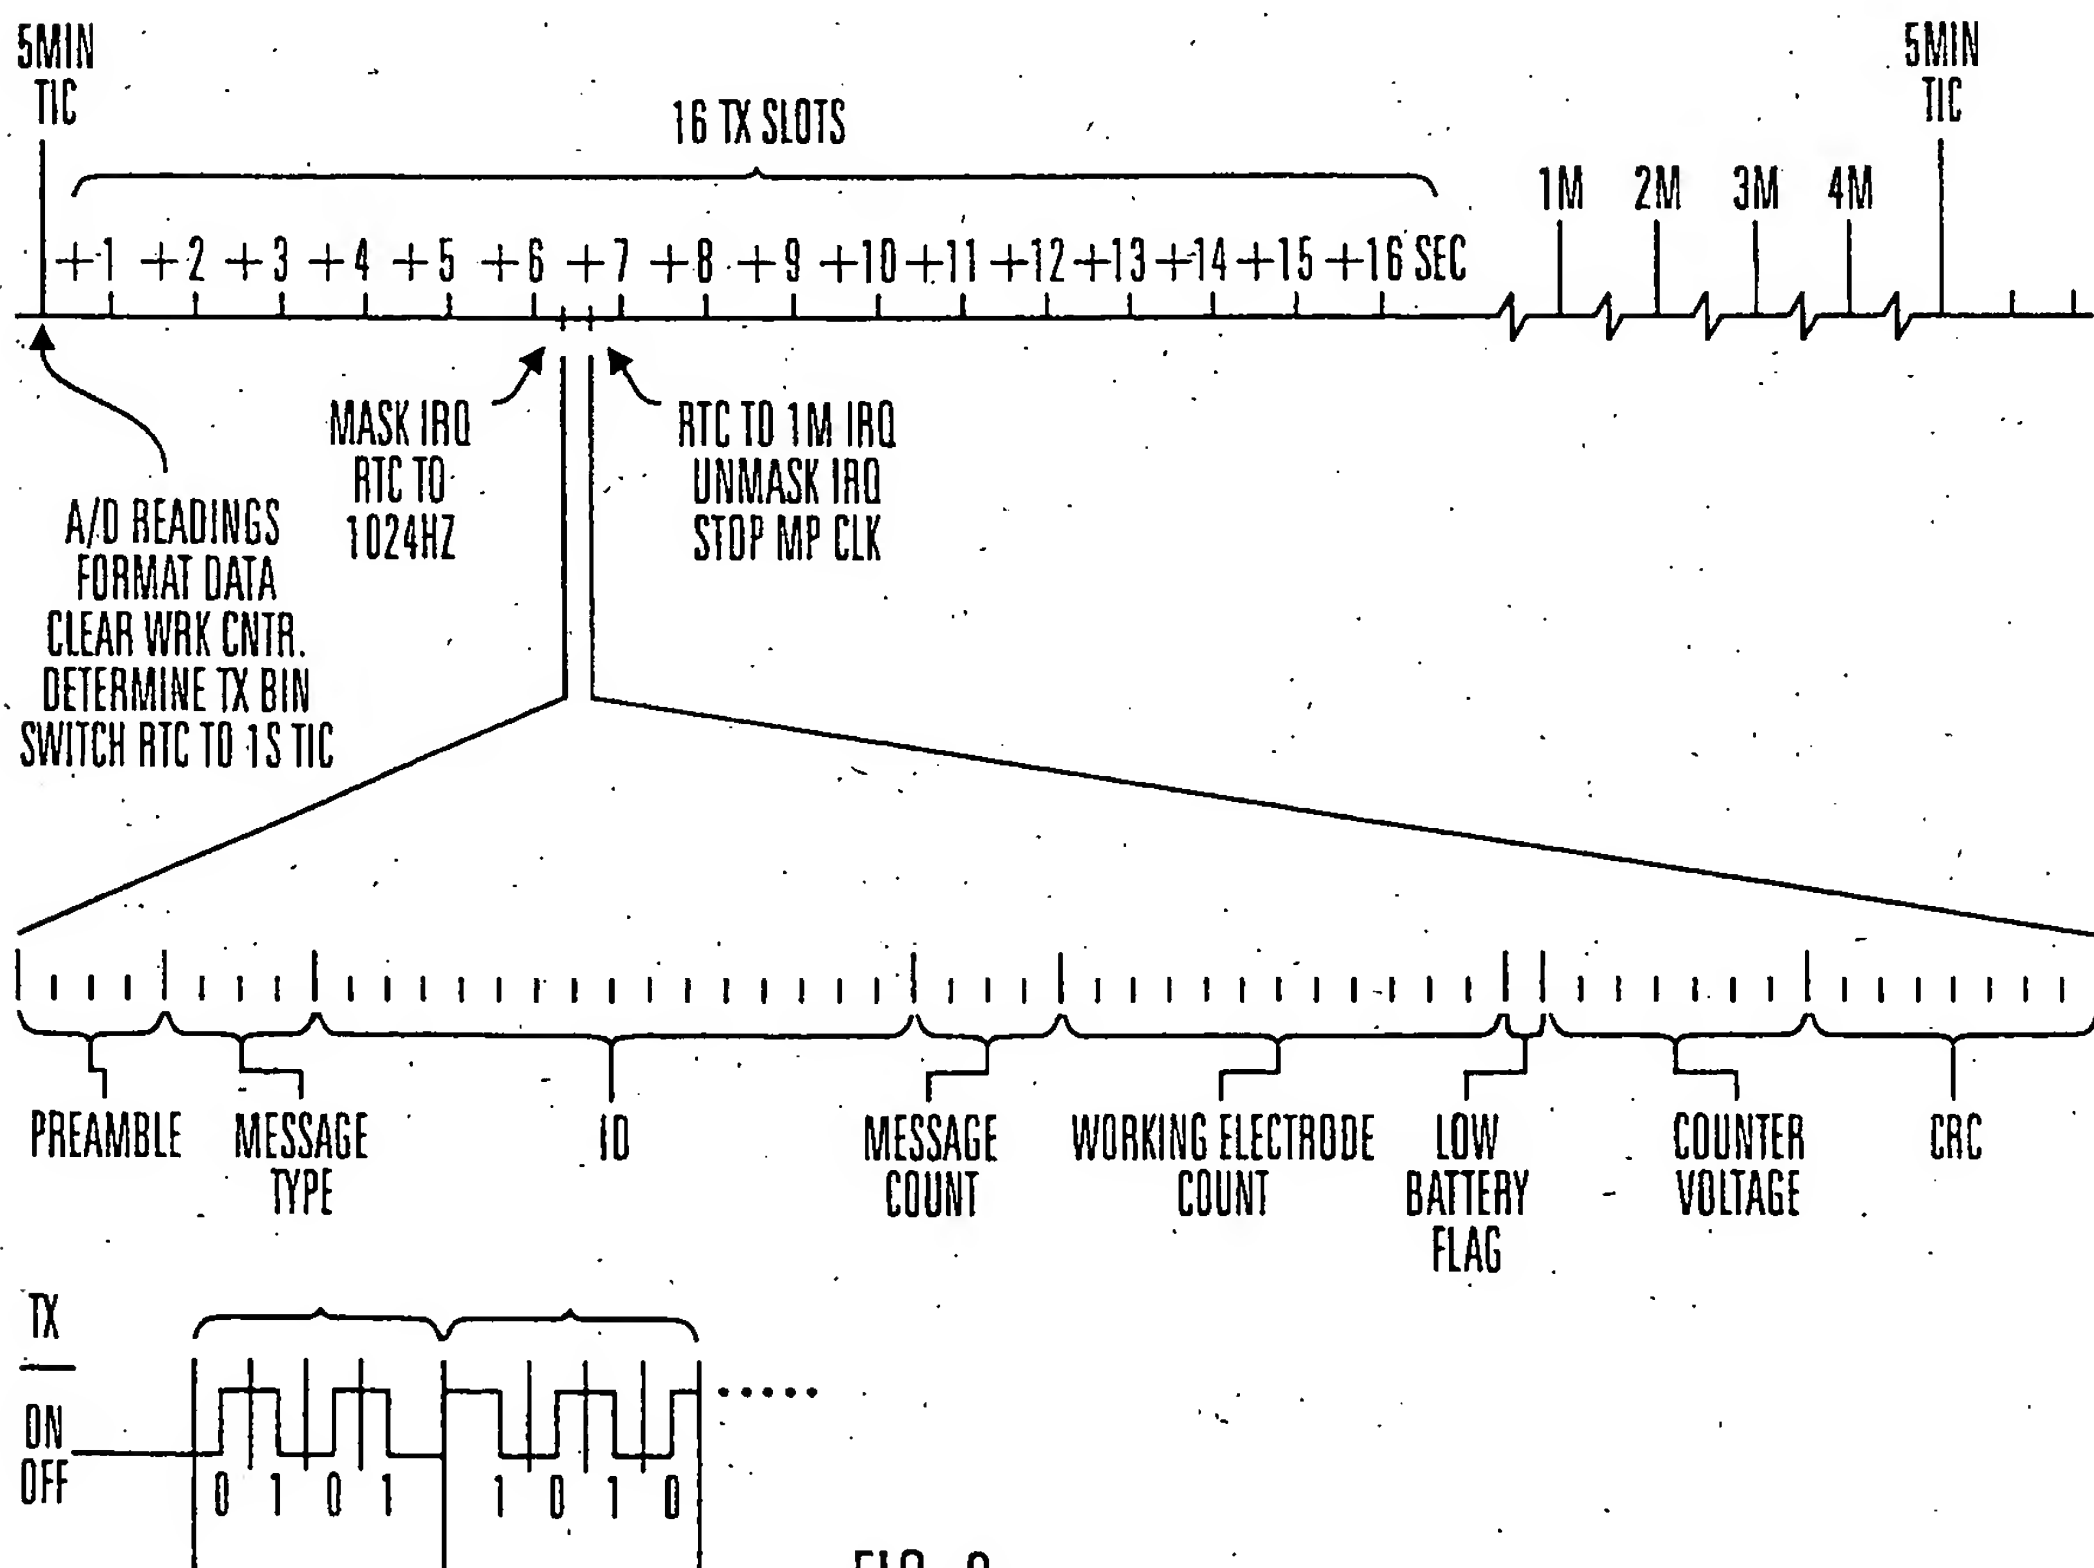 5MIN
TIC
5MIN
TIC
16 TX SLOTS
1M 2M 3M 4M
+1 +2 +3 +4 +5 +6 +7 +8 +9 +10 +11 +12 +13 +14 +15 +16 SEC
MASK IRQ
RTC TO
1024HZ
RTC TO 1M IRQ
UNMASK IRQ
STOP MP CLK
A/D READINGS
FORMAT DATA
CLEAR WRK CNTR.
DETERMINE TX BIN
SWITCH RTC TO 1S TIC
PREAMBLE
MESSAGE
TYPE
ID
MESSAGE
COUNT
WORKING ELECTRODE
COUNT
LOW
BATTERY
FLAG
COUNTER
VOLTAGE
CRC
TX
ON
OFF
0 1 0 1 1 0 1 0